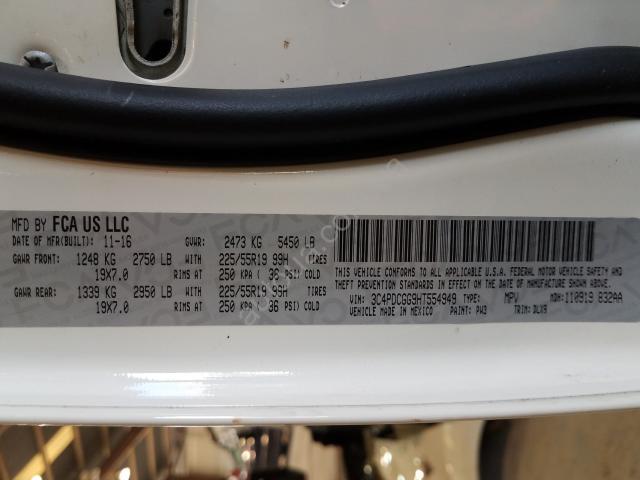 MFD BY FCA US LLC
DATE OF MFR(BUILT): 11-16 GVWR: 2473 KG 5450 LB
GAWR FRONT: 1248 KG 2750 LB WITH 225/55R19 99H TIRES
19X7.0 RIMS AT 250 KPA ( 36 PSI) COLD
GAWR REAR: 1339 KG 2950 LB WITH 225/55R19 99H TIRES
19X7.0 RIMS AT 250 KPA ( 36 PSI) COLD
THIS VEHICLE CONFORMS TO ALL APPLICABLE U.S.A. FEDERAL MOTOR VEHICLE SAFETY AND
THEFT PREVENTION STANDARDS IN EFFECT ON THE DATE OF MANUFACTURE SHOWN ABOVE.
VIN: 3C4PDCGG9HT554949 TYPE: MPV MDH: 110919 832AA
VEHICLE MADE IN MEXICO PAINT: PW3 TRIM: DLX9